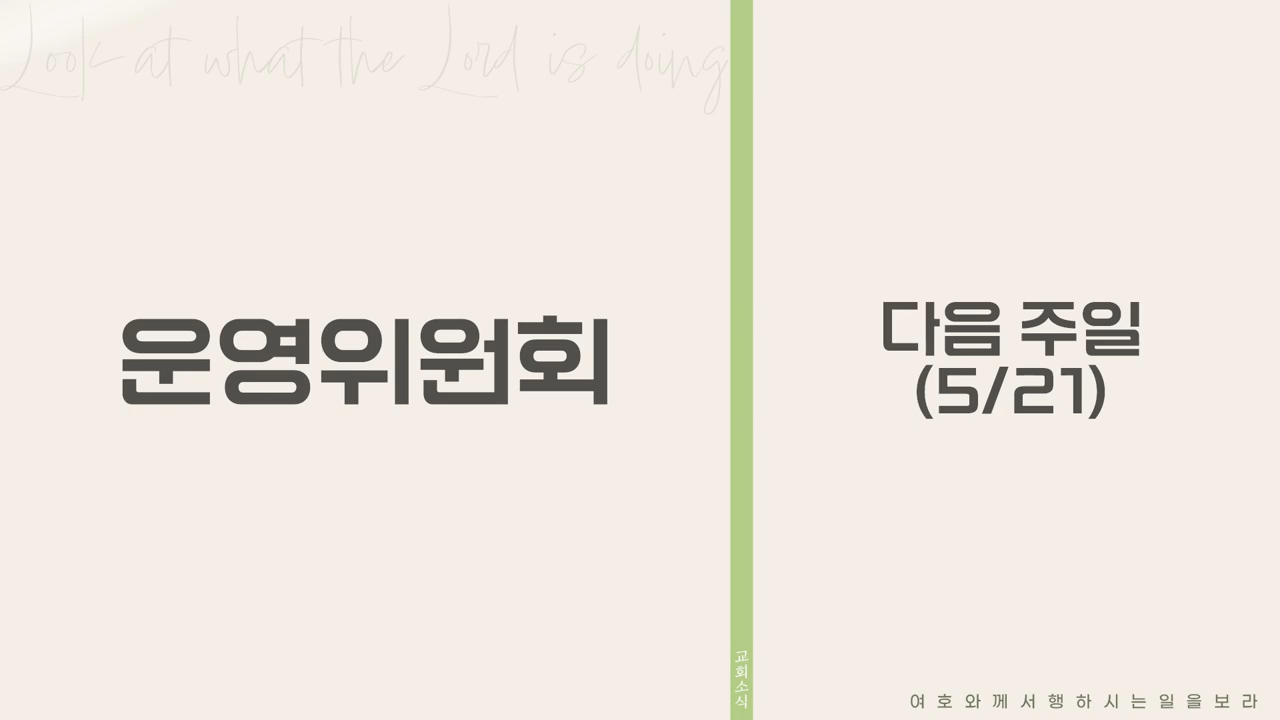 Look at what the Lord is doing
운영위원회
다음 주일
(5/21)
교회소식
여호와께서행하시는일을보라